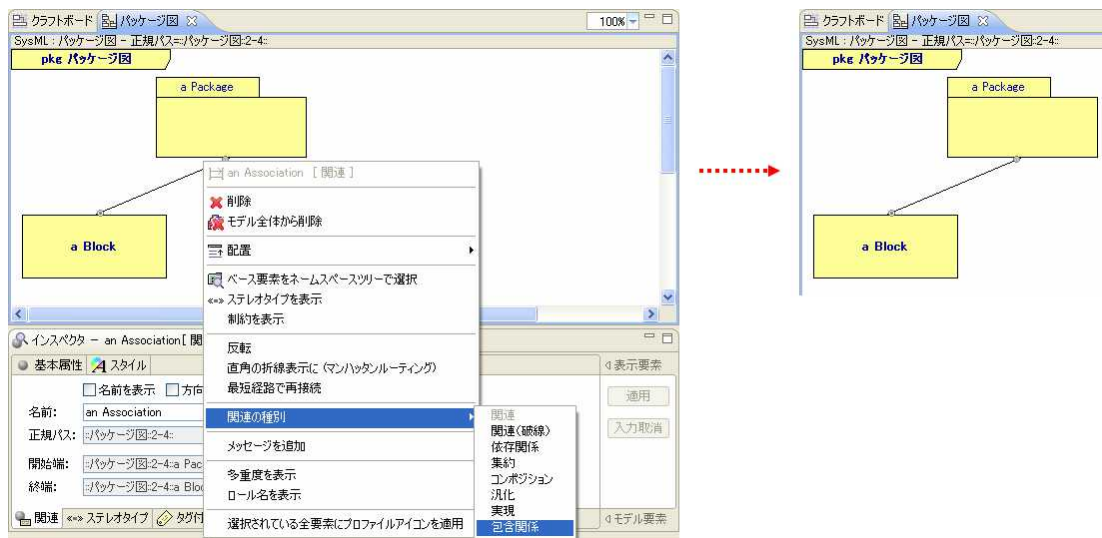 クラフトボード パッケージ図
100%
SysML : パッケージ図 - 正規パス=::パッケージ図::2-4::
pkg パッケージ図
a Package
a Block
an Association [ 関連 ]
削除
モデル全体から削除
配置
ベース要素をネームスペースツリーで選択
«» ステレオタイプを表示
制約を表示
反転
直角の折線表示に (マンハッタンルーティング)
最短経路で再接続
関連の種別
メッセージを追加
多重度を表示
ロール名を表示
選択されている全要素にプロファイルアイコンを適用
関連
関連(破線)
依存関係
集約
コンポジション
汎化
実現
包含関係
インスペクタ - an Association[ 関
基本属性 スタイル
表示要素
名前を表示 方向
適用
名前: an Association
入力取消
正規パス: ::パッケージ図::2-4::
開始端: ::パッケージ図::2-4::a Pac
終端: ::パッケージ図::2-4::a Bloc
関連 «» ステレオタイプ タグ付
モデル要素
クラフトボード パッケージ図
SysML : パッケージ図 - 正規パス=::パッケージ図::2-4::
pkg パッケージ図
a Package
a Block